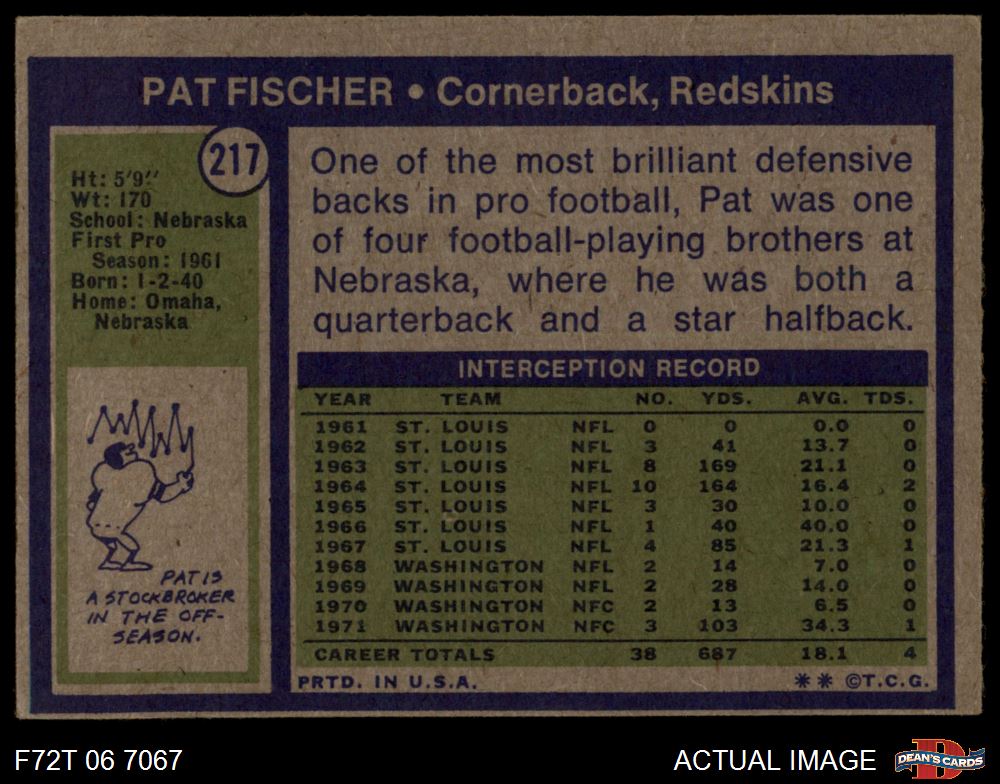 PAT FISCHER • Cornerback, Redskins
217
Ht: 5'9"
Wt: 170
School: Nebraska
First Pro
Season: 1961
Born: 1-2-40
Home: Omaha,
Nebraska
PAT IS
A STOCKBROKER
IN THE OFF-
SEASON.
One of the most brilliant defensive
backs in pro football, Pat was one
of four football-playing brothers at
Nebraska, where he was both a
quarterback and a star halfback.
INTERCEPTION RECORD
YEAR TEAM NO. YDS. AVG. TDS.
1961 ST. LOUIS NFL 0 0 0.0 0
1962 ST. LOUIS NFL 3 41 13.7 0
1963 ST. LOUIS NFL 8 169 21.1 0
1964 ST. LOUIS NFL 10 164 16.4 2
1965 ST. LOUIS NFL 3 30 10.0 0
1966 ST. LOUIS NFL 1 40 40.0 0
1967 ST. LOUIS NFL 4 85 21.3 1
1968 WASHINGTON NFL 2 14 7.0 0
1969 WASHINGTON NFL 2 28 14.0 0
1970 WASHINGTON NFC 2 13 6.5 0
1971 WASHINGTON NFC 3 103 34.3 1
CAREER TOTALS 38 687 18.1 4
PRTD. IN U.S.A. ** ©T.C.G.
F72T 06 7067 ACTUAL IMAGE D DEAN'S CARDS